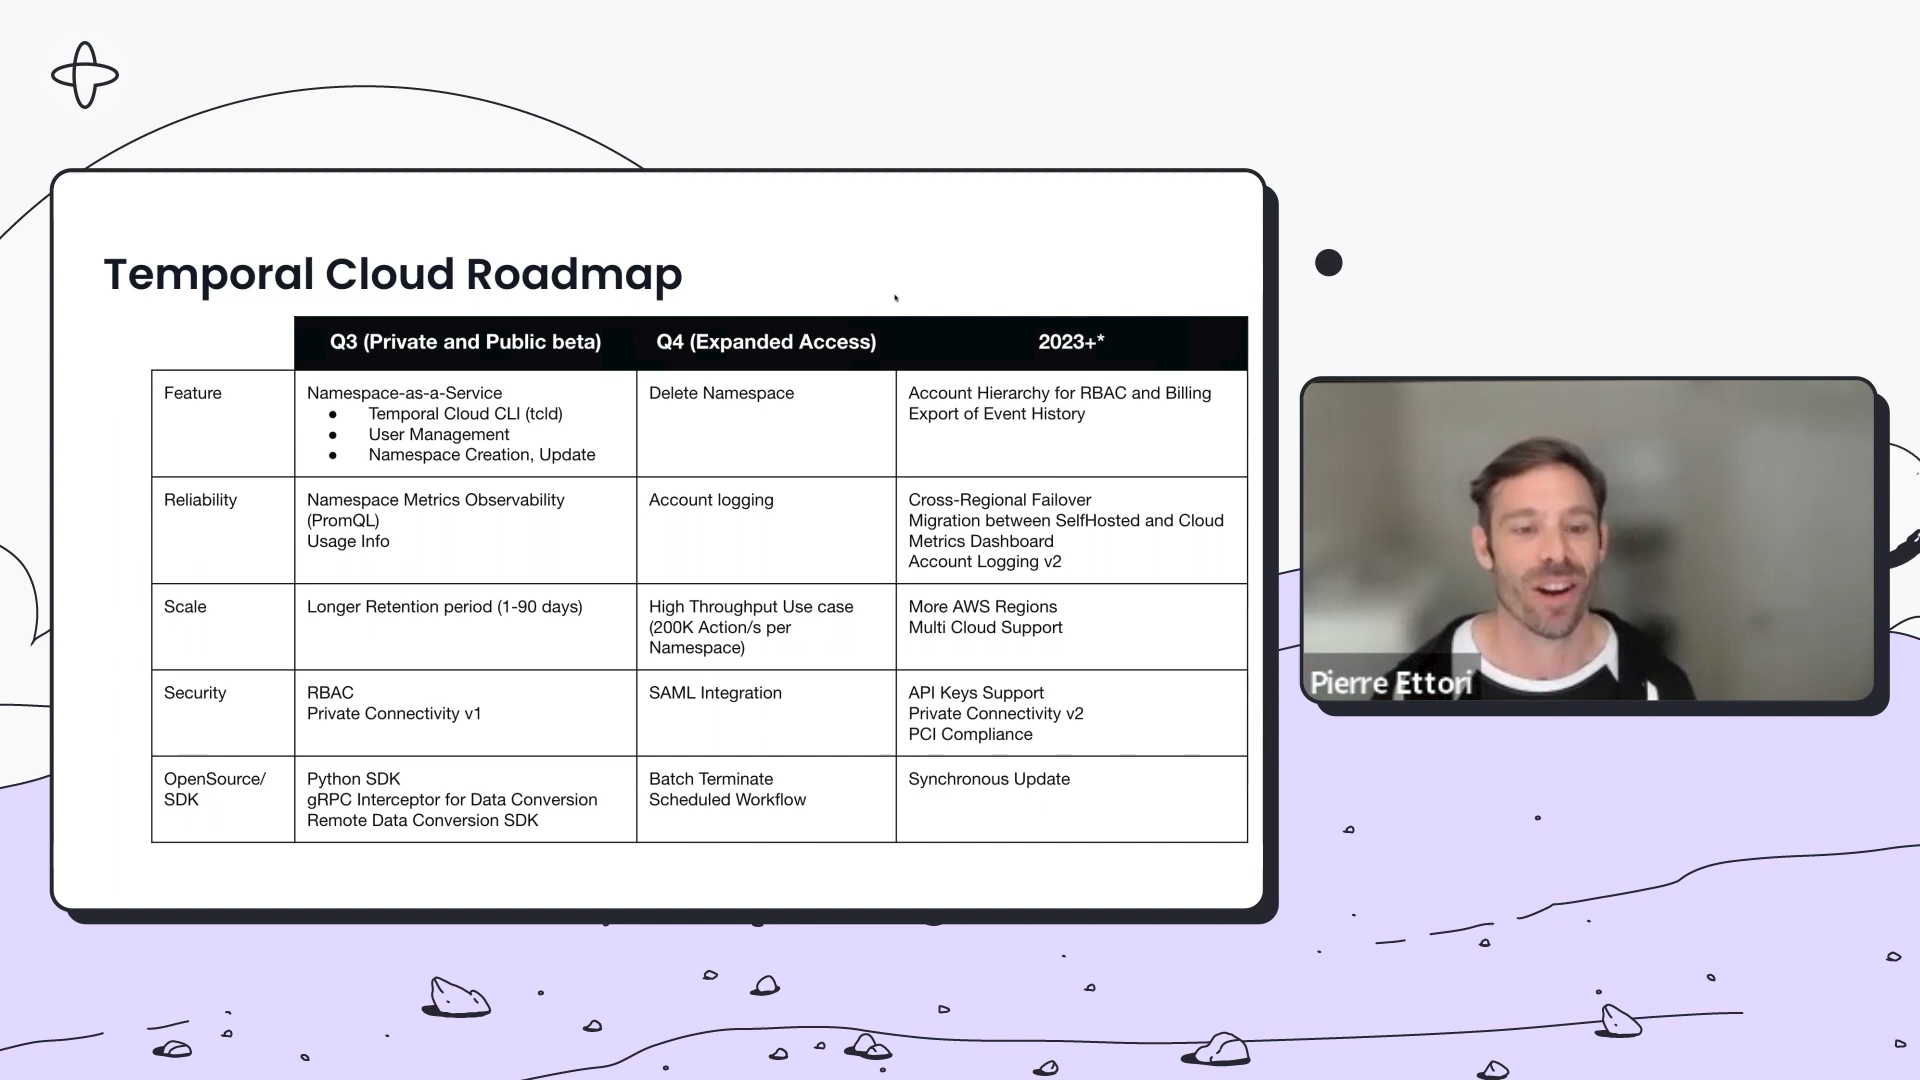 Temporal Cloud Roadmap
Q3 (Private and Public beta)
Q4 (Expanded Access)
2023+*
Feature
Namespace-as-a-Service
● Temporal Cloud CLI (tcld)
● User Management
● Namespace Creation, Update
Delete Namespace
Account Hierarchy for RBAC and Billing
Export of Event History
Reliability
Namespace Metrics Observability
(PromQL)
Usage Info
Account logging
Cross-Regional Failover
Migration between SelfHosted and Cloud
Metrics Dashboard
Account Logging v2
Scale
Longer Retention period (1-90 days)
High Throughput Use case
(200K Action/s per
Namespace)
More AWS Regions
Multi Cloud Support
Security
RBAC
Private Connectivity v1
SAML Integration
API Keys Support
Private Connectivity v2
PCI Compliance
OpenSource/
SDK
Python SDK
gRPC Interceptor for Data Conversion
Remote Data Conversion SDK
Batch Terminate
Scheduled Workflow
Synchronous Update
Pierre Ettori